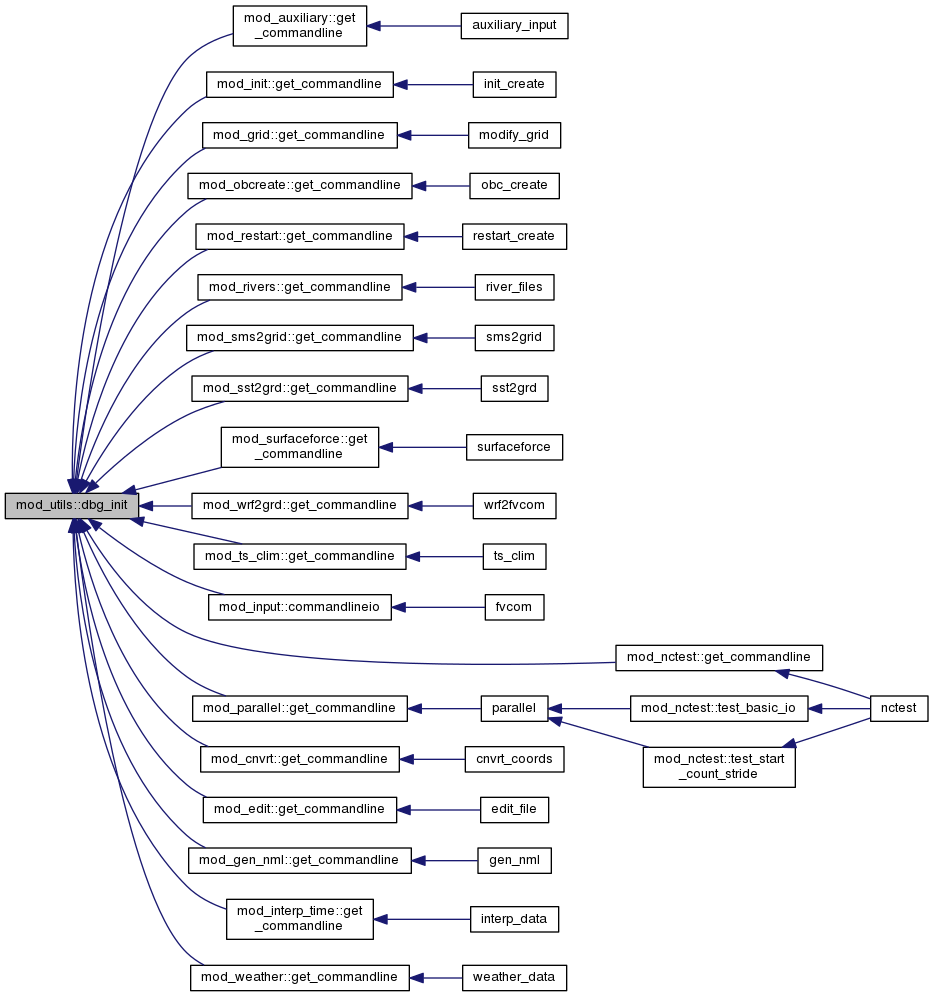 mod_auxiliary::get
_commandline
auxiliary_input
mod_init::get_commandline
init_create
mod_grid::get_commandline
modify_grid
mod_obcreate::get_commandline
obc_create
mod_restart::get_commandline
restart_create
mod_rivers::get_commandline
river_files
mod_sms2grid::get_commandline
sms2grid
mod_sst2grd::get_commandline
sst2grd
mod_surfaceforce::get
_commandline
surfaceforce
mod_utils::dbg_init
mod_wrf2grd::get_commandline
wrf2fvcom
mod_ts_clim::get_commandline
ts_clim
mod_input::commandlineio
fvcom
mod_nctest::get_commandline
mod_parallel::get_commandline
parallel
mod_nctest::test_basic_io
nctest
mod_cnvrt::get_commandline
cnvrt_coords
mod_nctest::test_start
_count_stride
mod_edit::get_commandline
edit_file
mod_gen_nml::get_commandline
gen_nml
mod_interp_time::get
_commandline
interp_data
mod_weather::get_commandline
weather_data